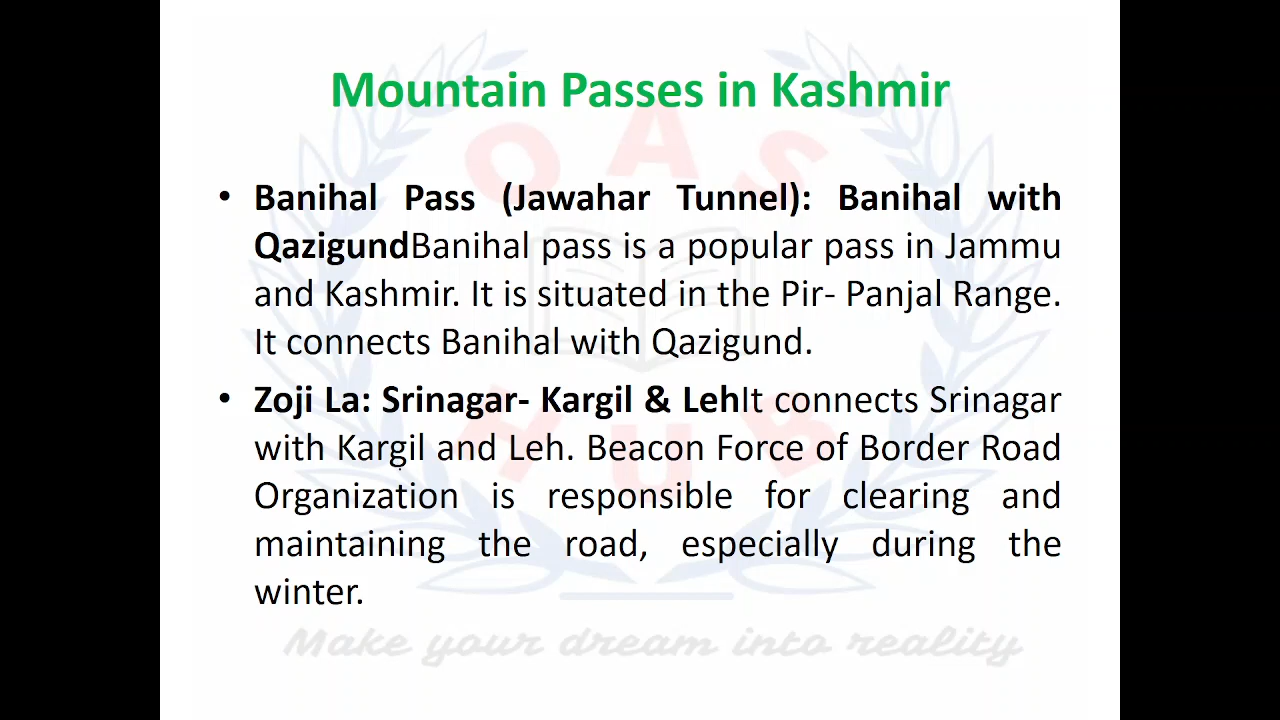 Mountain Passes in Kashmir
• Banihal Pass (Jawahar Tunnel): Banihal with
QazigundBanihal pass is a popular pass in Jammu
and Kashmir. It is situated in the Pir- Panjal Range.
It connects Banihal with Qazigund.
• Zoji La: Srinagar- Kargil & LehIt connects Srinagar
with Kargil and Leh. Beacon Force of Border Road
Organization is responsible for clearing and
maintaining the road, especially during the
winter.
OAS
HUB
Make your dream into reality